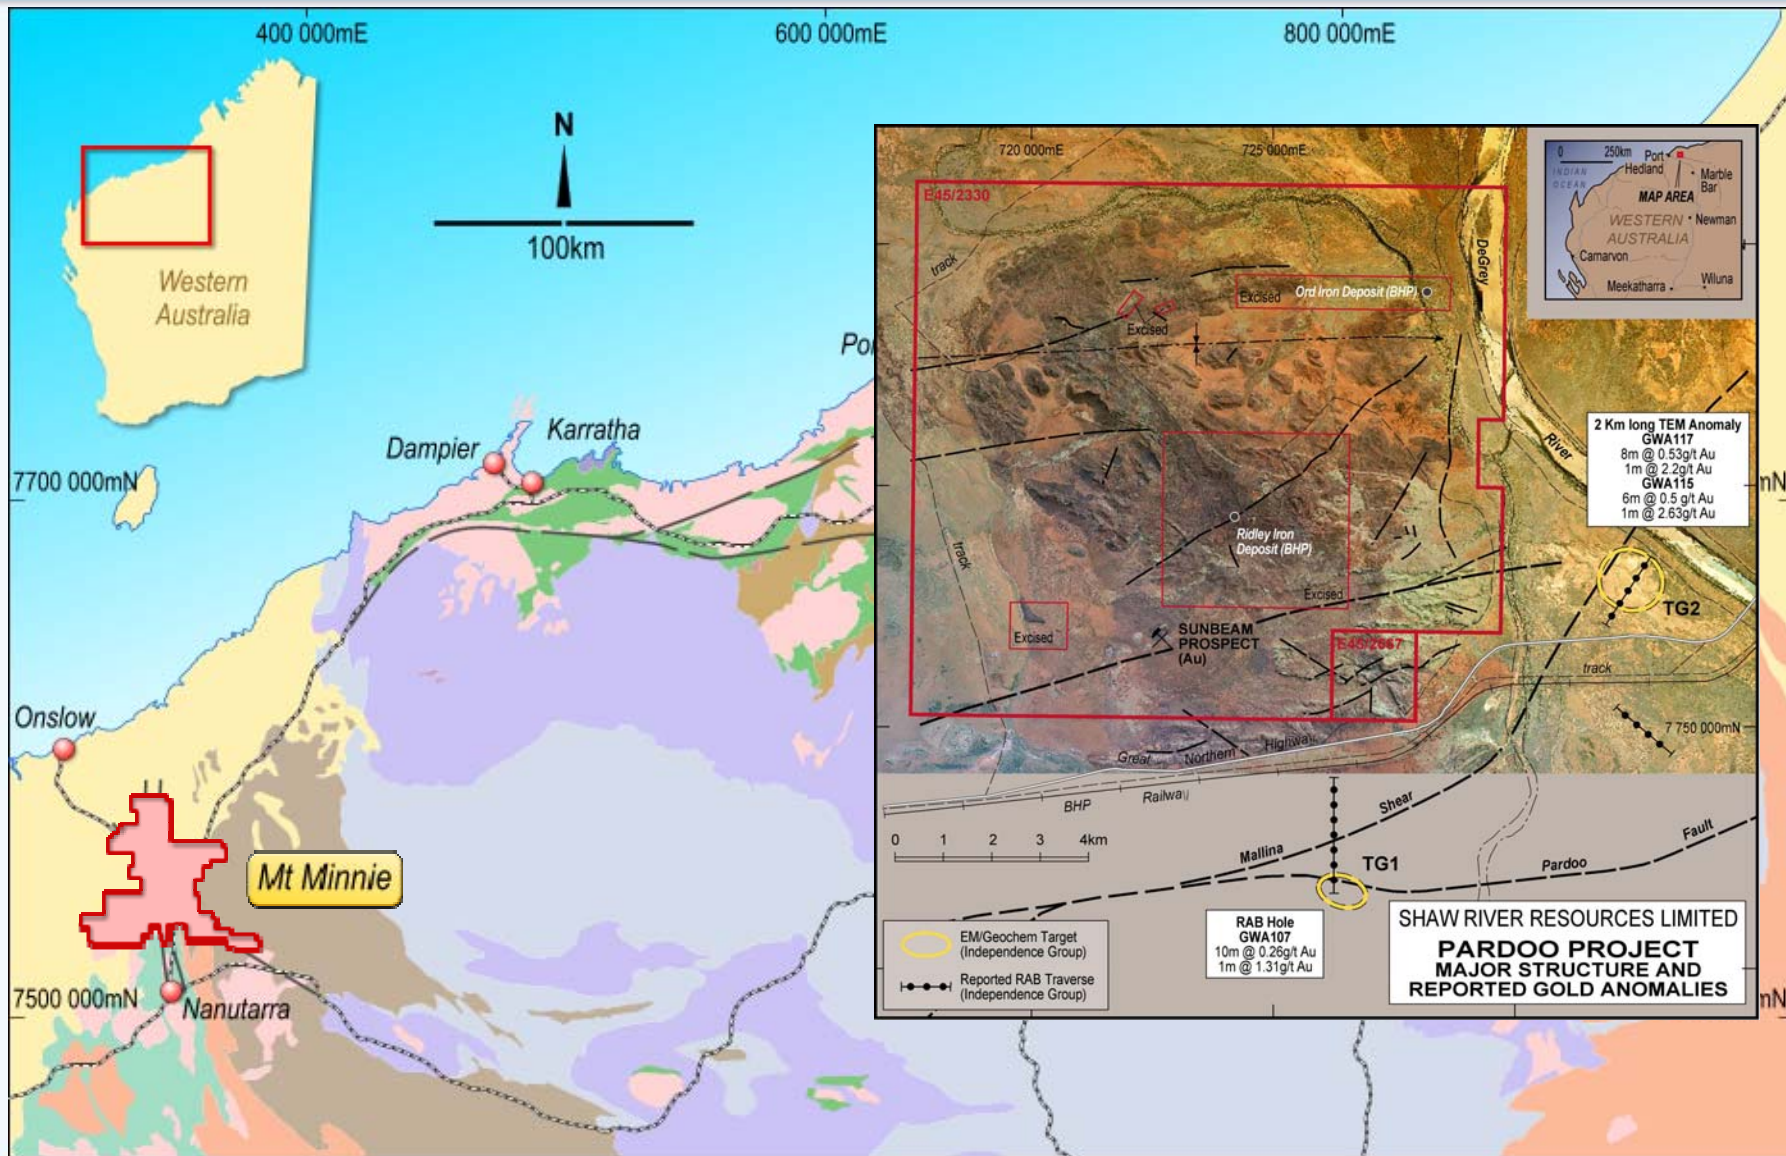 400 000mE
600 000mE
800 000mE
N
100km
Western
Australia
Dampier
Karratha
7700 000mN
Onslow
Mt Minnie
7500 000mN
Nanutarra
Po
mN
mN
720 000mE
725 000mE
E45/2330
track
DeGrey
River
Excised
Ord Iron Deposit (BHP)
Excised
Ridley Iron
Deposit (BHP)
track
Excised
Excised
SUNBEAM
PROSPECT
(Au)
TG2
track
7 750 000mN
Great Northern Highway
BHP Railway
0 1 2 3 4km
Mallina Shear
TG1
Pardoo Fault
0 250km
INDIAN
OCEAN
Port
Hedland
Marble
Bar
MAP AREA
WESTERN
AUSTRALIA
Newman
Carnarvon
Meekatharra
Wiluna
2 Km long TEM Anomaly
GWA117
8m @ 0.53g/t Au
1m @ 2.2g/t Au
GWA115
6m @ 0.5 g/t Au
1m @ 2.63g/t Au
RAB Hole
GWA107
10m @ 0.26g/t Au
1m @ 1.31g/t Au
EM/Geochem Target
(Independence Group)
Reported RAB Traverse
(Independence Group)
SHAW RIVER RESOURCES LIMITED
PARDOO PROJECT
MAJOR STRUCTURE AND
REPORTED GOLD ANOMALIES